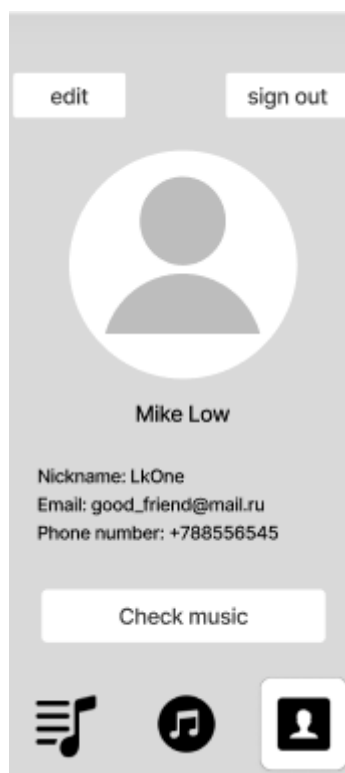 edit
sign out
Mike Low
Nickname: LkOne
Email: good_friend@mail.ru
Phone number: +788556545
Check music